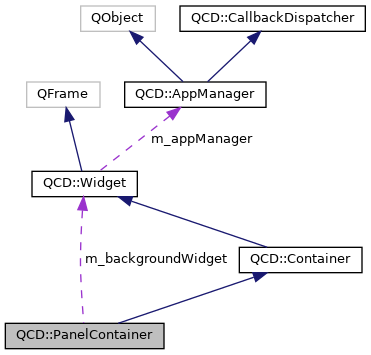 QObject
QCD::CallbackDispatcher
QFrame
QCD::AppManager
m_appManager
QCD::Widget
m_backgroundWidget
QCD::Container
QCD::PanelContainer